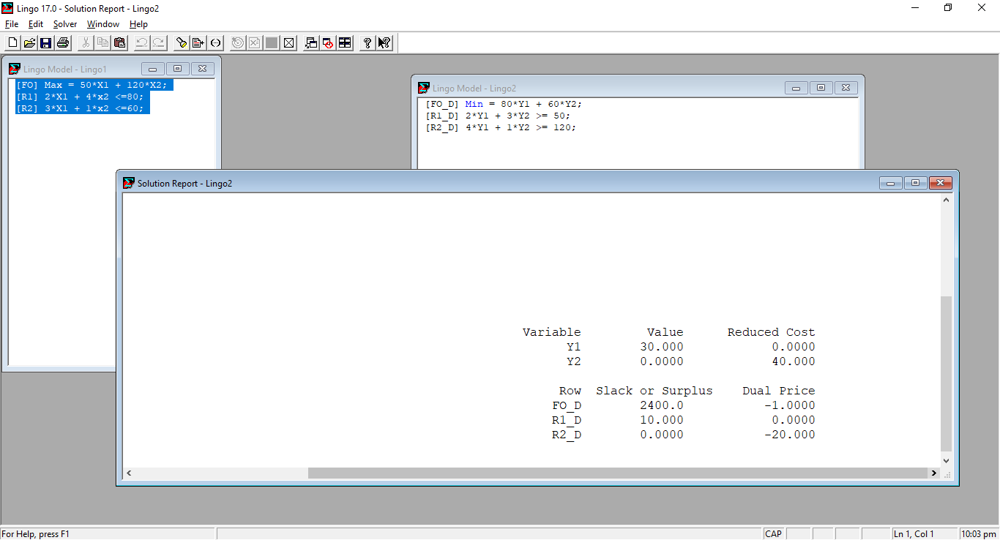 Lingo 17.0 - Solution Report - Lingo2
File Edit Solver Window Help
Lingo Model - Lingo1
[FO] Max = 50*X1 + 120*X2;
[R1] 2*X1 + 4*x2 <=80;
[R2] 3*X1 + 1*x2 <=60;
Lingo Model - Lingo2
[FO_D] Min = 80*Y1 + 60*Y2;
[R1_D] 2*Y1 + 3*Y2 >= 50;
[R2_D] 4*Y1 + 1*Y2 >= 120;
Solution Report - Lingo2
Variable Value Reduced Cost
Y1 30.000 0.0000
Y2 0.0000 40.000
Row Slack or Surplus Dual Price
FO_D 2400.0 -1.0000
R1_D 10.000 0.0000
R2_D 0.0000 -20.000
For Help, press F1 CAP Ln 1, Col 1 10:03 pm